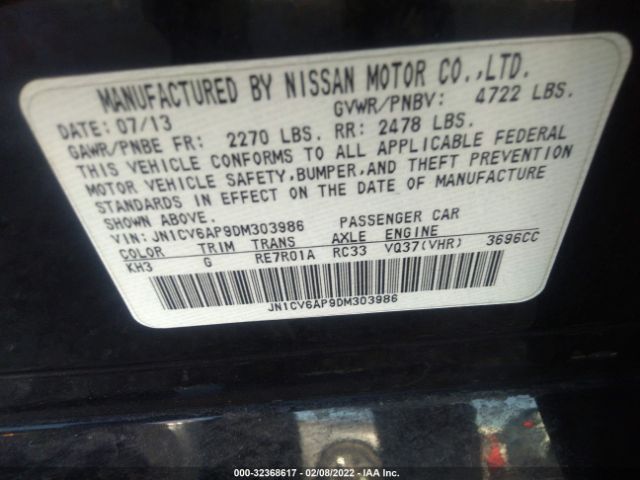 MANUFACTURED BY NISSAN MOTOR CO.,LTD.
DATE: 07/13 GVWR/PNBV: 4722 LBS.
GAWR/PNBE FR: 2270 LBS. RR: 2478 LBS.
THIS VEHICLE CONFORMS TO ALL APPLICABLE FEDERAL
MOTOR VEHICLE SAFETY, BUMPER, AND THEFT PREVENTION
STANDARDS IN EFFECT ON THE DATE OF MANUFACTURE
SHOWN ABOVE.
VIN: JN1CV6AP9DM303986 PASSENGER CAR
COLOR TRIM TRANS AXLE ENGINE
KH3 G RE7R01A RC33 VQ37(VHR) 3696CC
JN1CV6AP9DM303986
000-32368617 - 02/08/2022 - IAA Inc.